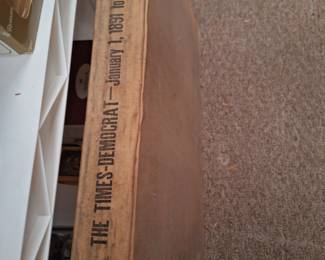 THE TIMES-DEMOCRAT—January 1, 1891 to